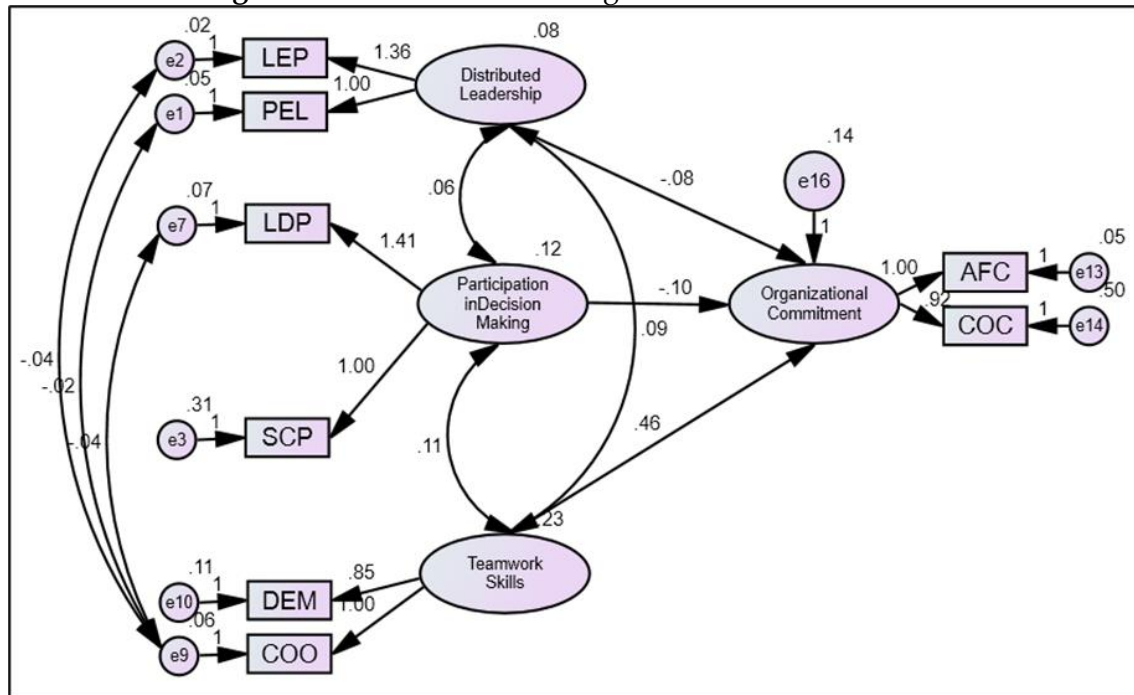 .02
e2
1
LEP
1.36
.08
Distributed
Leadership
.05
e1
1
PEL
1.00
.06
-.08
.14
e16
1
.07
e7
1
LDP
1.41
.12
Participation
inDecision
Making
-.10
Organizational
Commitment
1.00
AFC
1
.05
e13
.92
COC
1
.50
e14
.09
-.04
-.02
-.04
1.00
.31
e3
1
SCP
.11
.46
.23
Teamwork
Skills
.11
e10
1
DEM
.85
1.00
.06
e9
1
COO